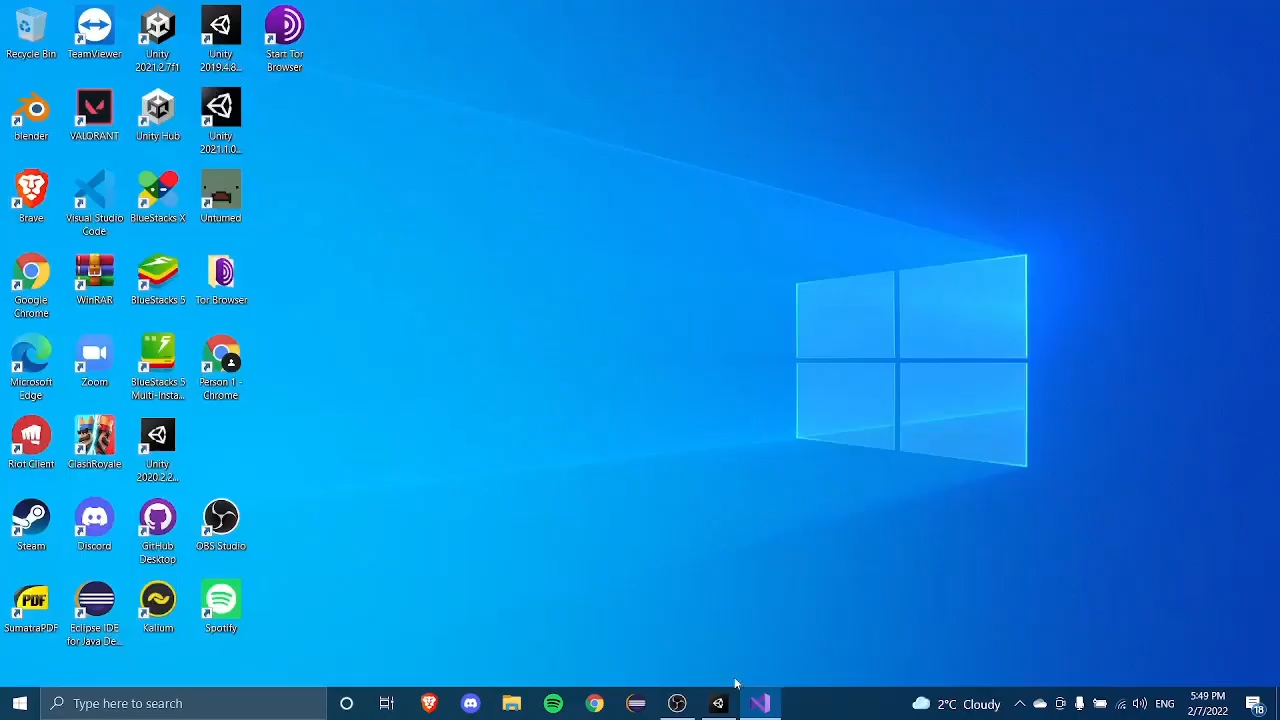 Recycle Bin
TeamViewer
Unity
2021.2.7f1
Unity
2019.4.8...
Start Tor
Browser
blender
VALORANT
Unity Hub
Unity
2021.1.0...
Brave
Visual Studio
Code
BlueStacks X
Unturned
Google
Chrome
WinRAR
BlueStacks 5
Tor Browser
Microsoft
Edge
Zoom
BlueStacks 5
Multi-Insta...
Person 1 -
Chrome
Riot Client
ClashRoyale
Unity
2020.2.2...
Steam
Discord
GitHub
Desktop
OBS Studio
PDF
SumatraPDF
Eclipse IDE
for Java De...
Kalium
Spotify
Type here to search
2°C Cloudy
ENG
5:49 PM
2/7/2022
18